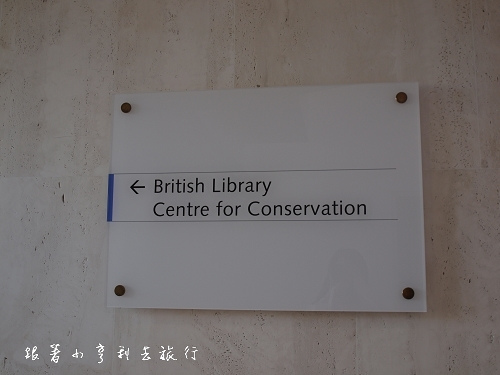 ← British Library
Centre for Conservation
跟著小亨利去旅行